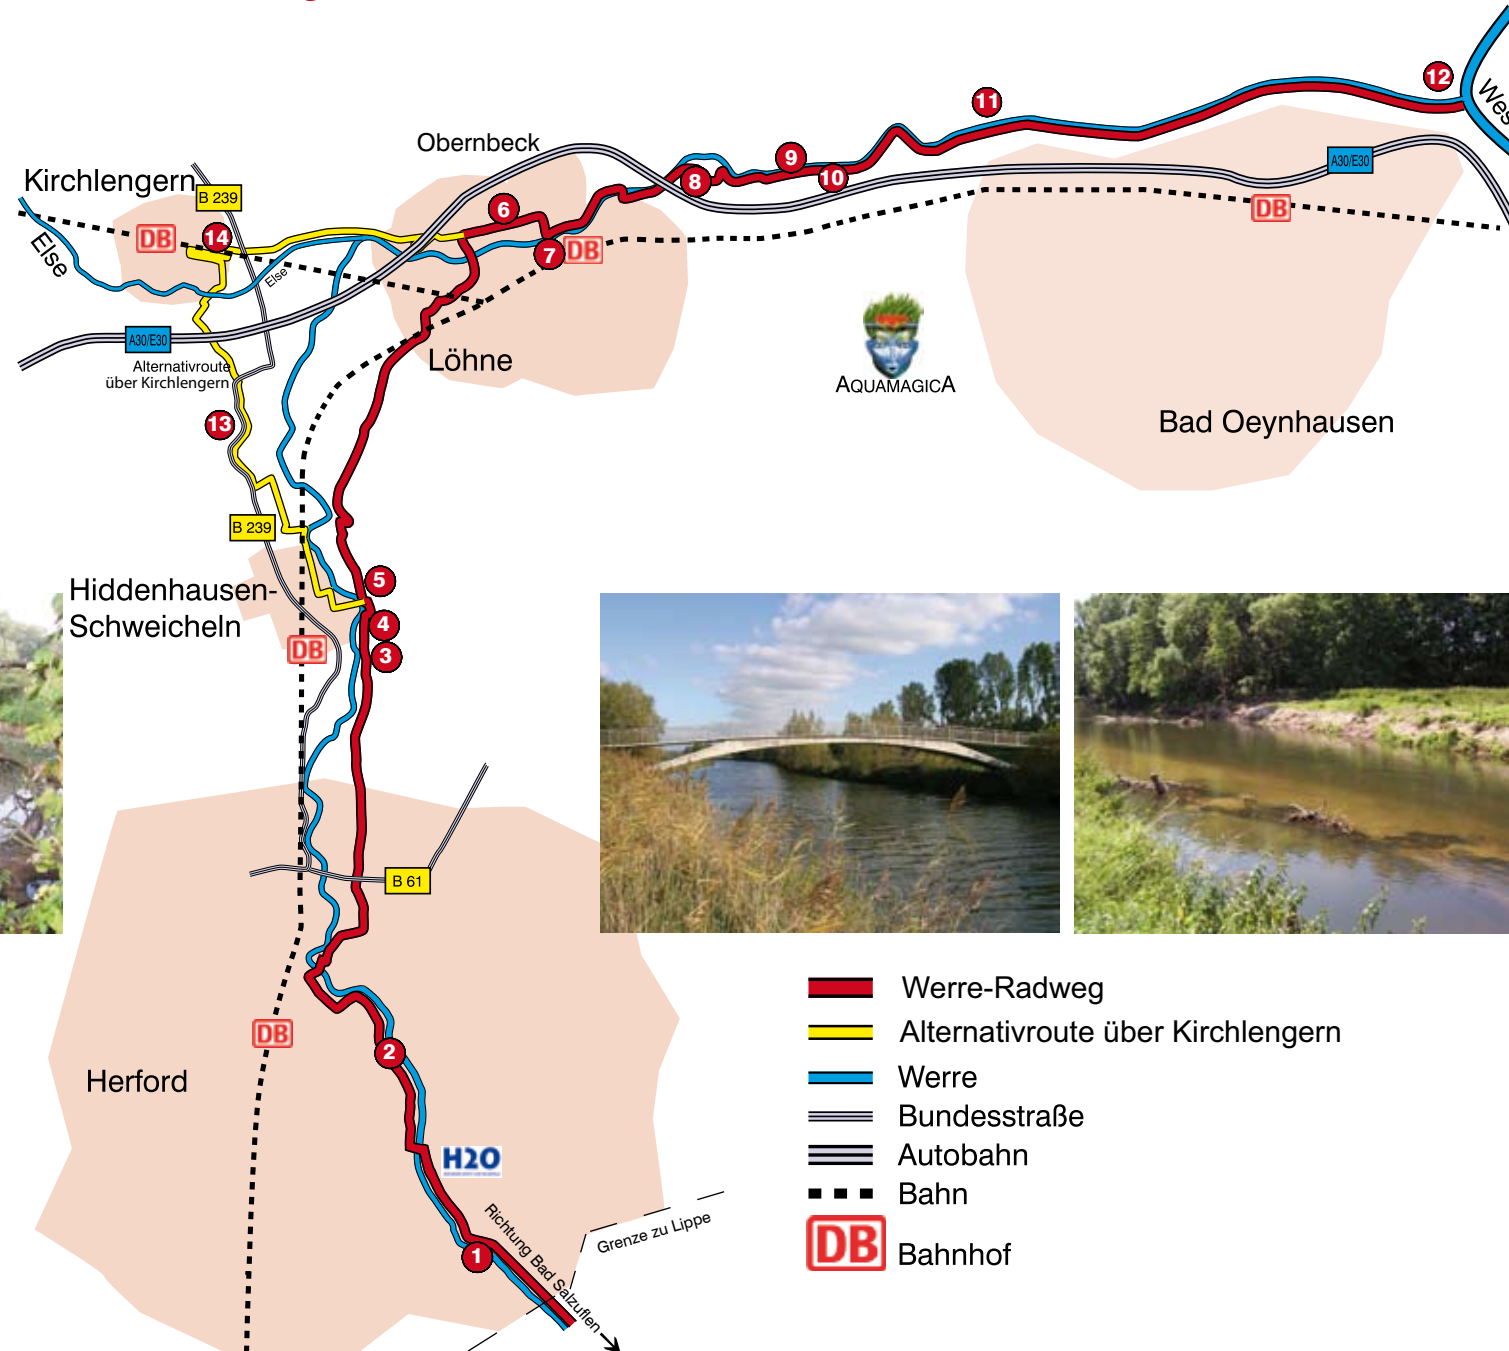 12
Wes
11
Obernbeck
9
Kirchlengern
B 239
A30/E30
8
10
6
DB
14
DB
7
DB
Else
Else
A30/E30
Alternativroute
über Kirchlengern
Löhne
AQUAMAGICA
Bad Oeynhausen
13
B 239
Hiddenhausen-
Schweicheln
5
4
3
DB
B 61
Werre-Radweg
Alternativroute über Kirchlengern
Werre
Bundesstraße
Autobahn
Bahn
DB Bahnhof
DB
2
Herford
H2O
Richtung Bad Salzuflen
Grenze zu Lippe
1